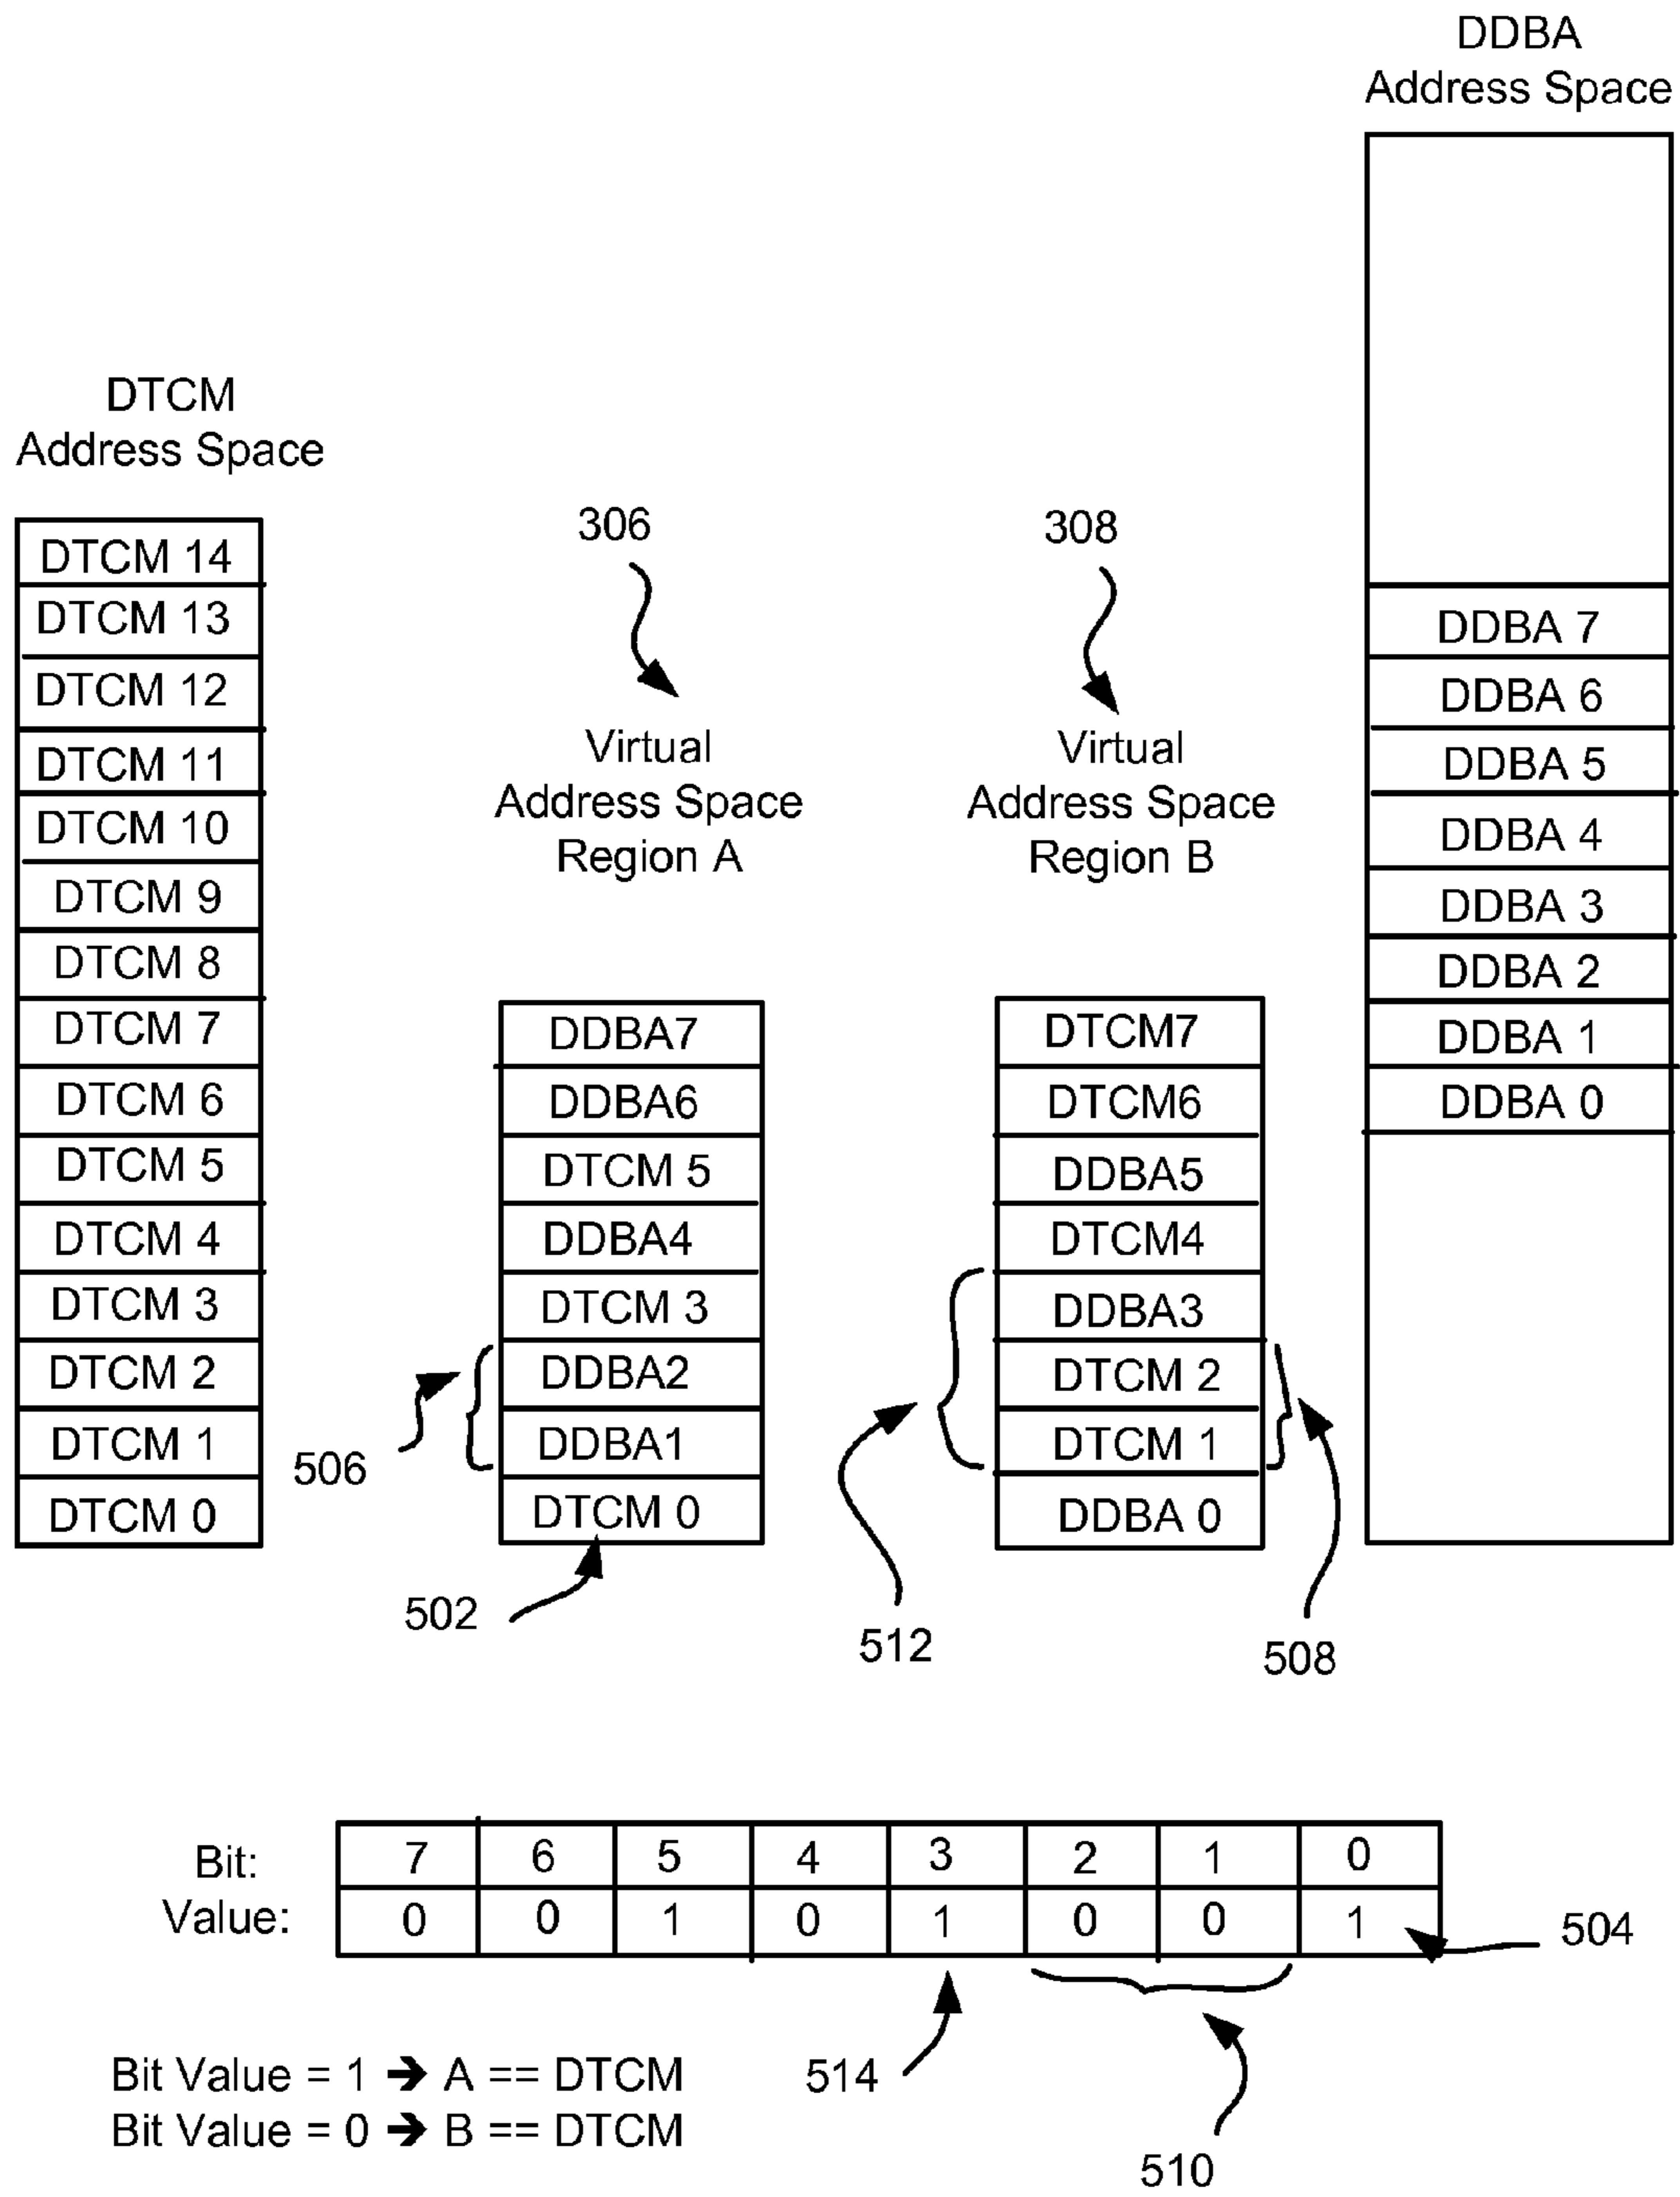 DDBA
Address Space
DTCM
Address Space
306
308
Virtual
Address Space
Region A
Virtual
Address Space
Region B
DTCM 14
DTCM 13
DTCM 12
DTCM 11
DTCM 10
DTCM 9
DTCM 8
DTCM 7
DTCM 6
DTCM 5
DTCM 4
DTCM 3
DTCM 2
DTCM 1
DTCM 0
DDBA7
DDBA6
DTCM 5
DDBA4
DTCM 3
DDBA2
DDBA1
DTCM 0
506
502
DTCM7
DTCM6
DDBA5
DTCM4
DDBA3
DTCM 2
DTCM 1
DDBA 0
512
508
DDBA 7
DDBA 6
DDBA 5
DDBA 4
DDBA 3
DDBA 2
DDBA 1
DDBA 0
Bit: 7 6 5 4 3 2 1 0
Value: 0 0 1 0 1 0 0 1
504
514
510
Bit Value = 1 ➔ A == DTCM
Bit Value = 0 ➔ B == DTCM